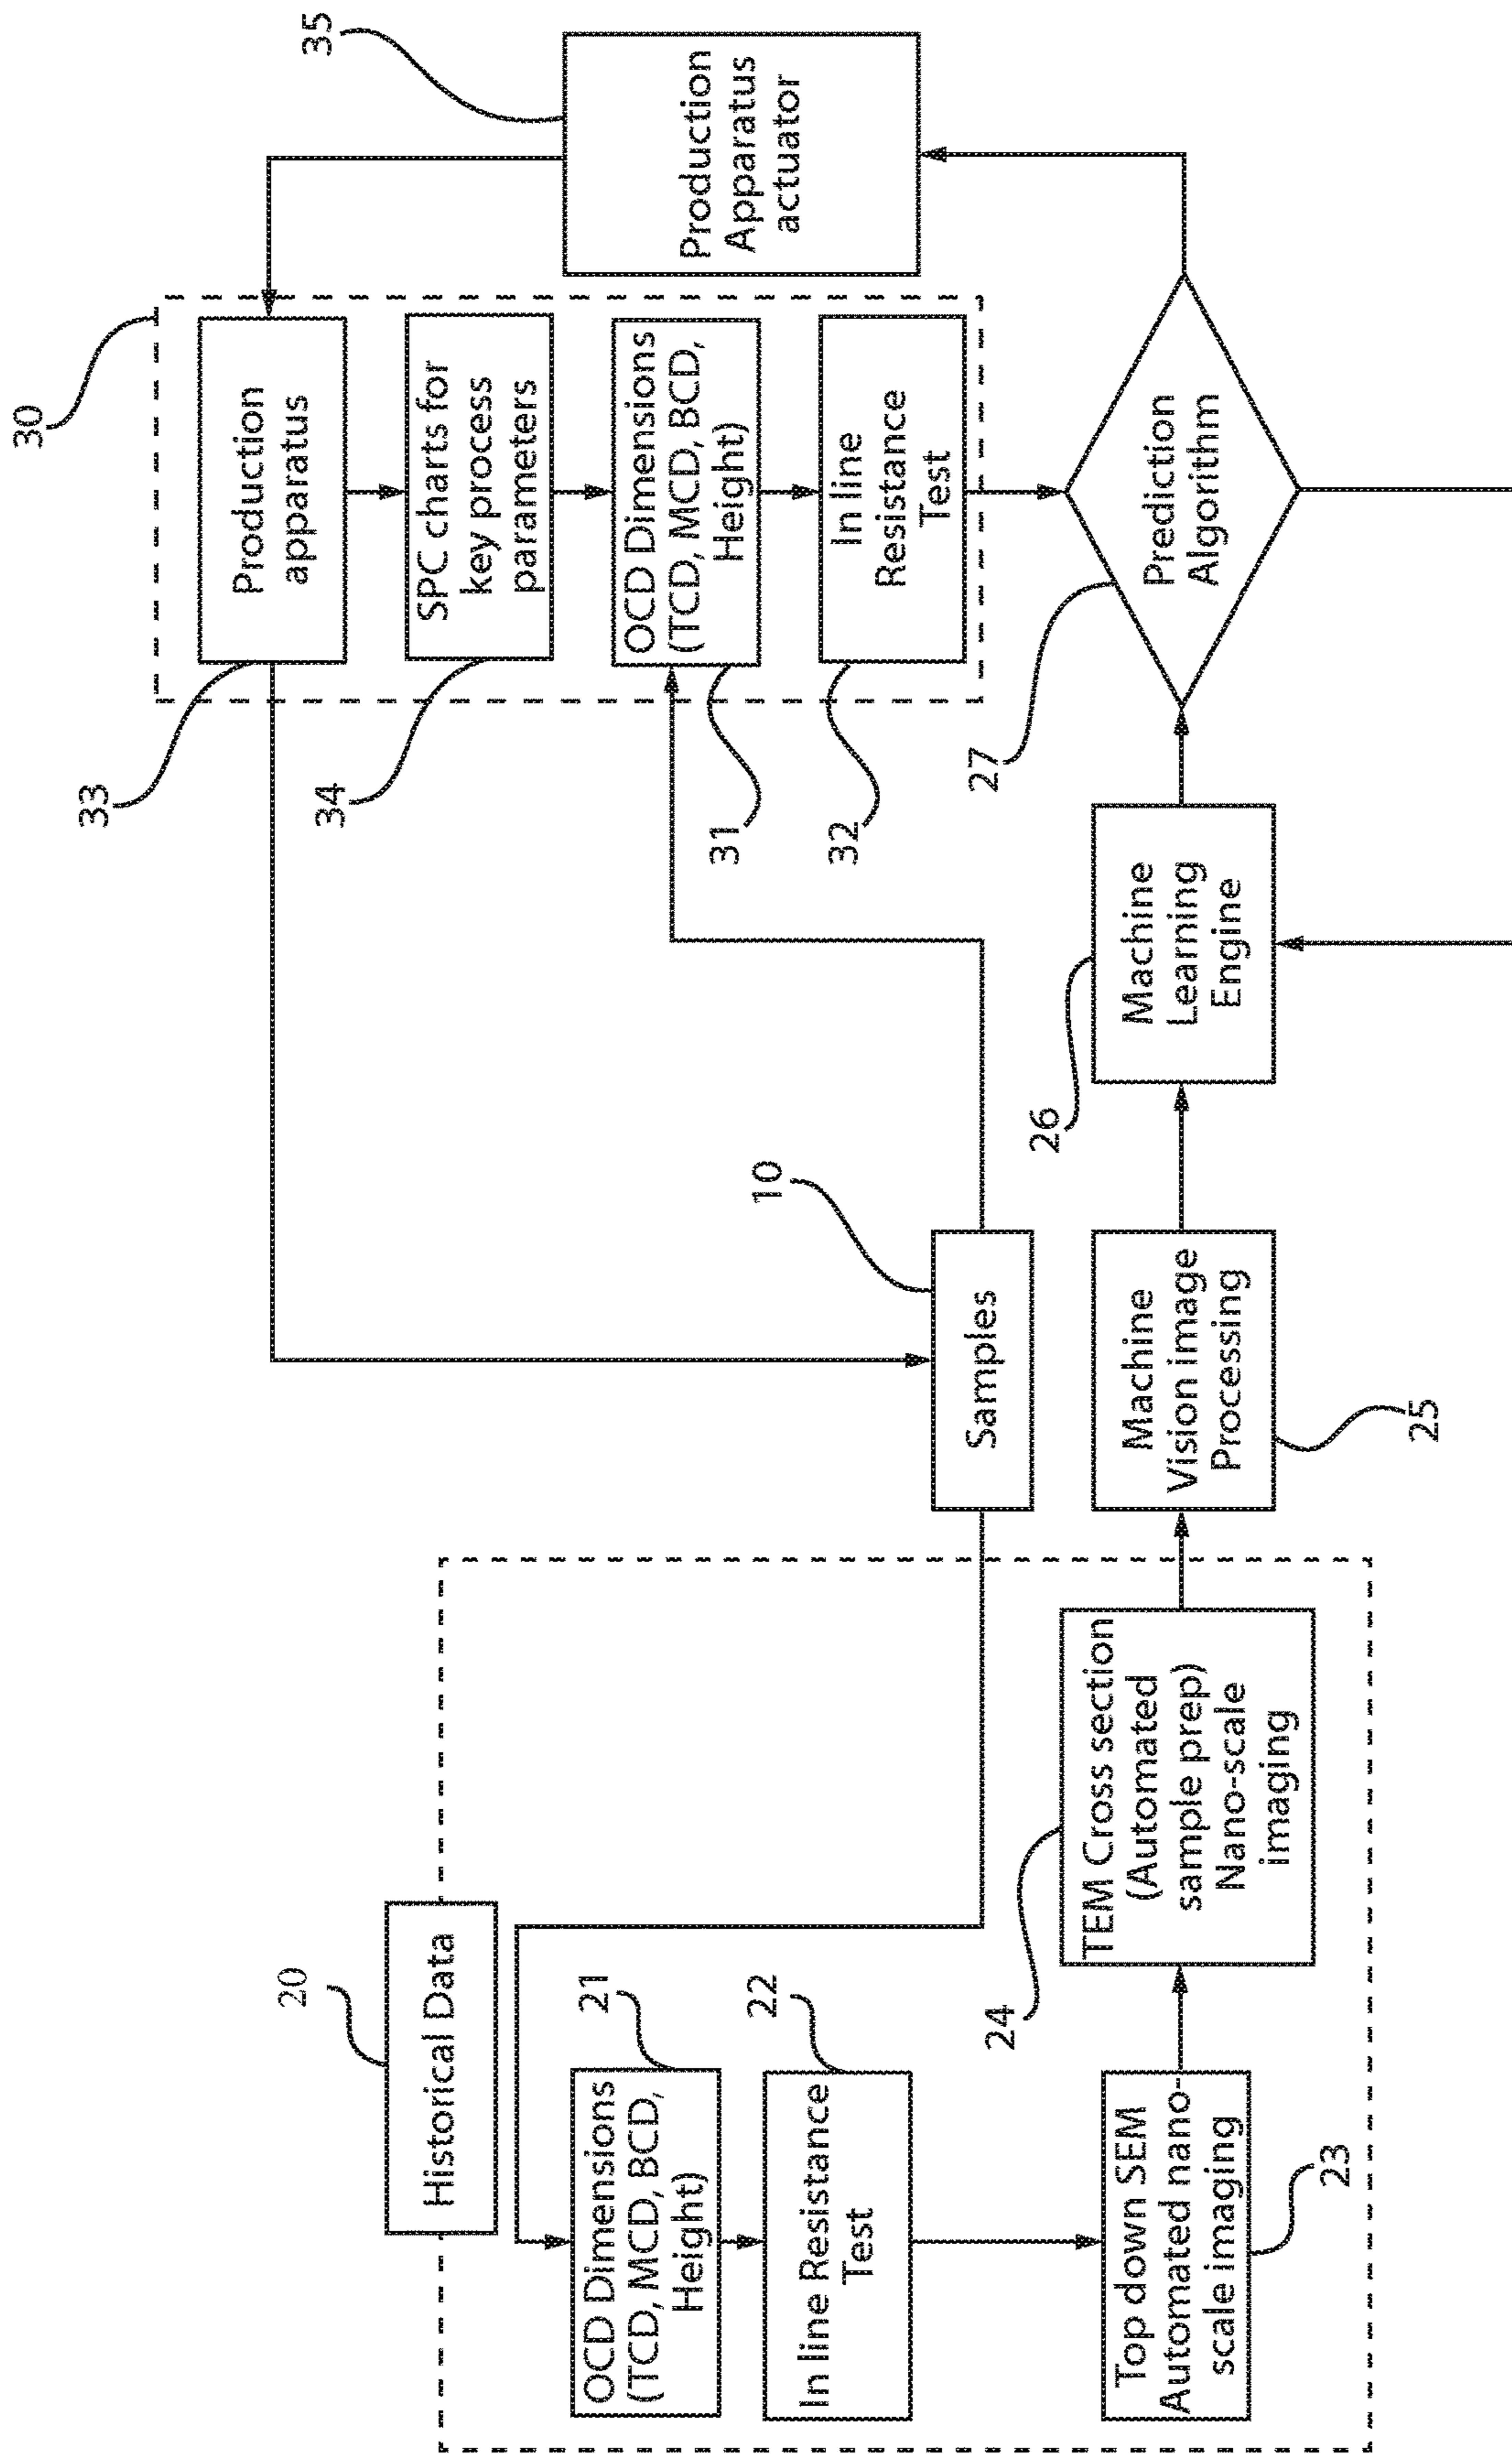 20
Historical Data
21
OCD Dimensions
(TCD, MCD, BCD,
Height)
22
In line Resistance
Test
Top down SEM
Automated nano-
scale imaging
23
24
TEM Cross section
(Automated
sample prep)
Nano-scale
imaging
10
Samples
Machine
Vision image
Processing
25
26
Machine
Learning
Engine
30
33
Production
apparatus
34
SPC charts for
key process
parameters
31
OCD Dimensions
(TCD, MCD, BCD,
Height)
32
In line
Resistance
Test
27
Prediction
Algorithm
35
Production
Apparatus
actuator